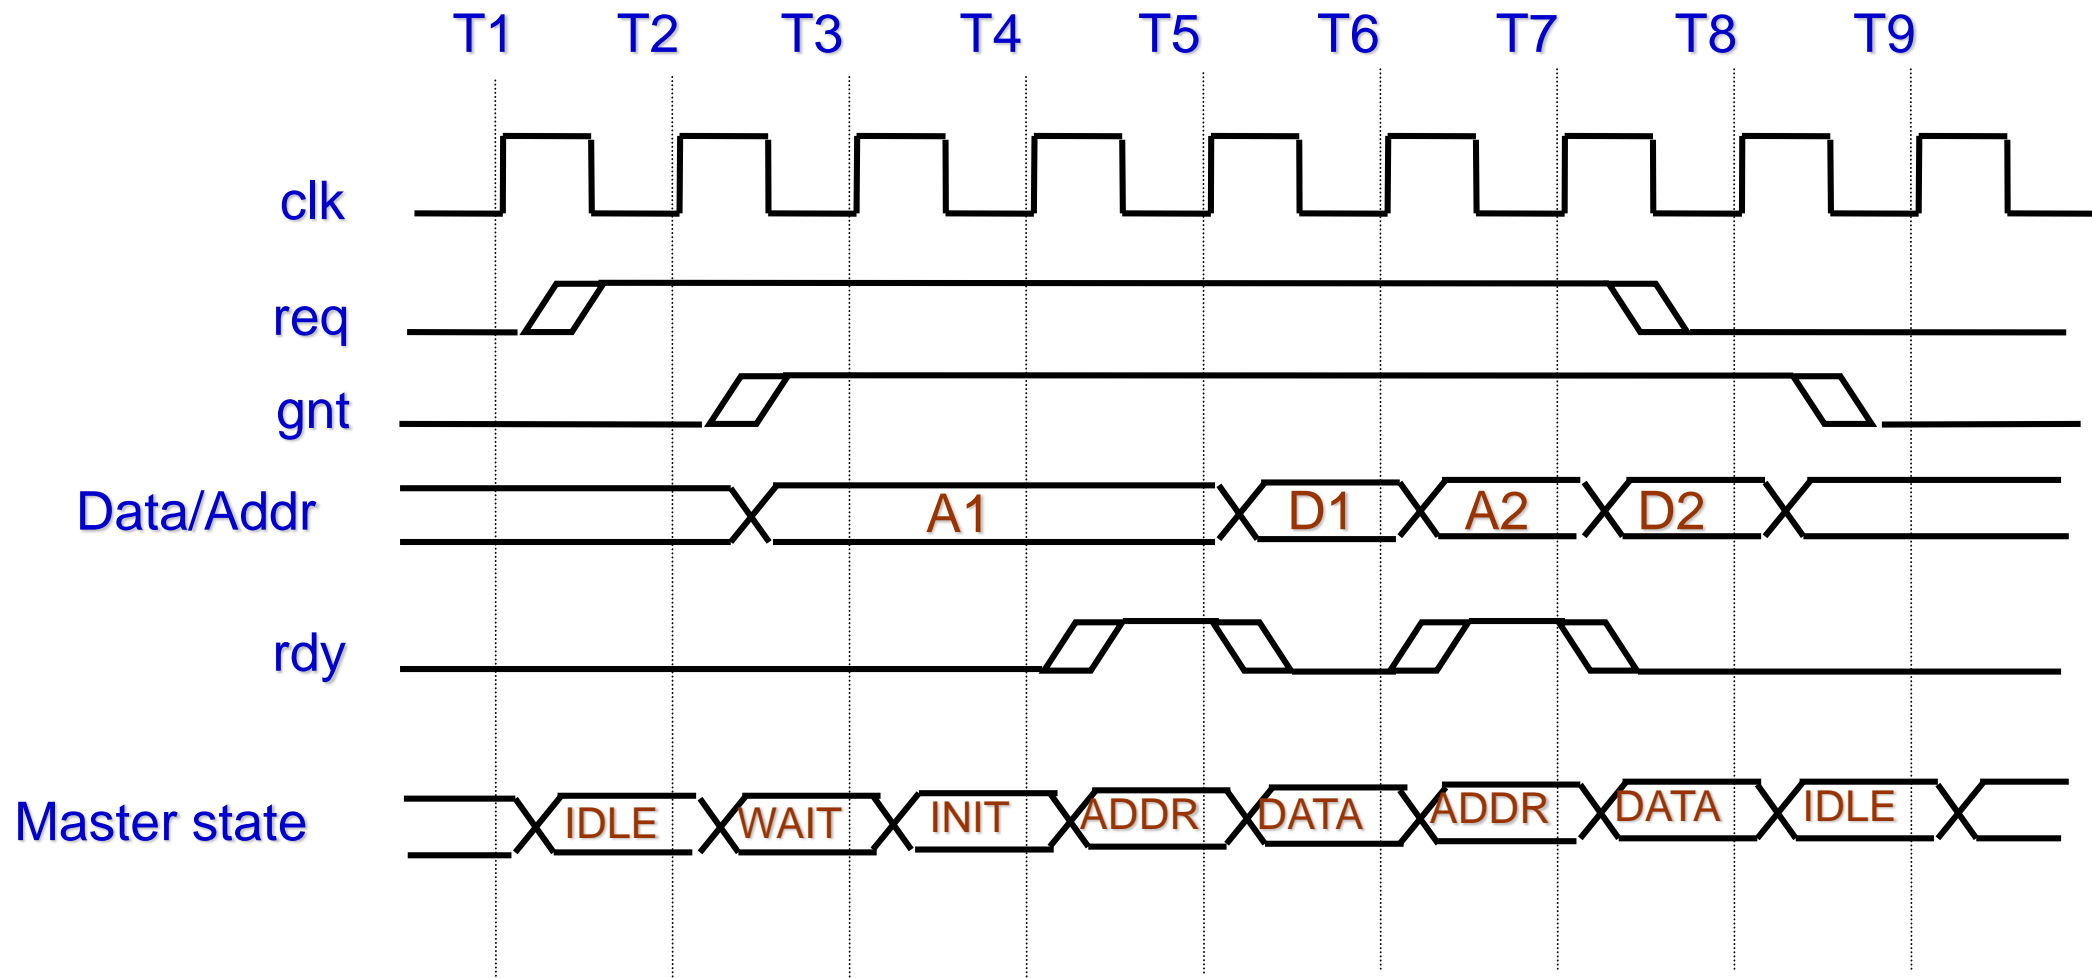 T1 T2 T3 T4 T5 T6 T7 T8 T9
clk
req
gnt
Data/Addr A1 D1 A2 D2
rdy
Master state IDLE WAIT INIT ADDR DATA ADDR DATA IDLE